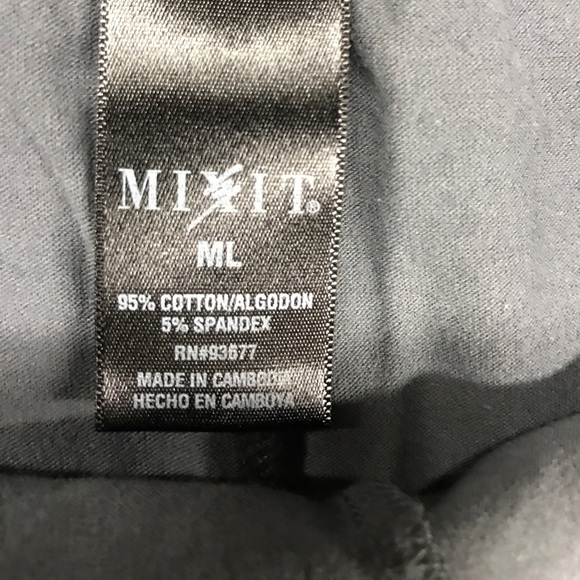 MIXIT®
ML
95% COTTON/ALGODON
5% SPANDEX
RN#93677
MADE IN CAMBODIA
HECHO EN CAMBOYA